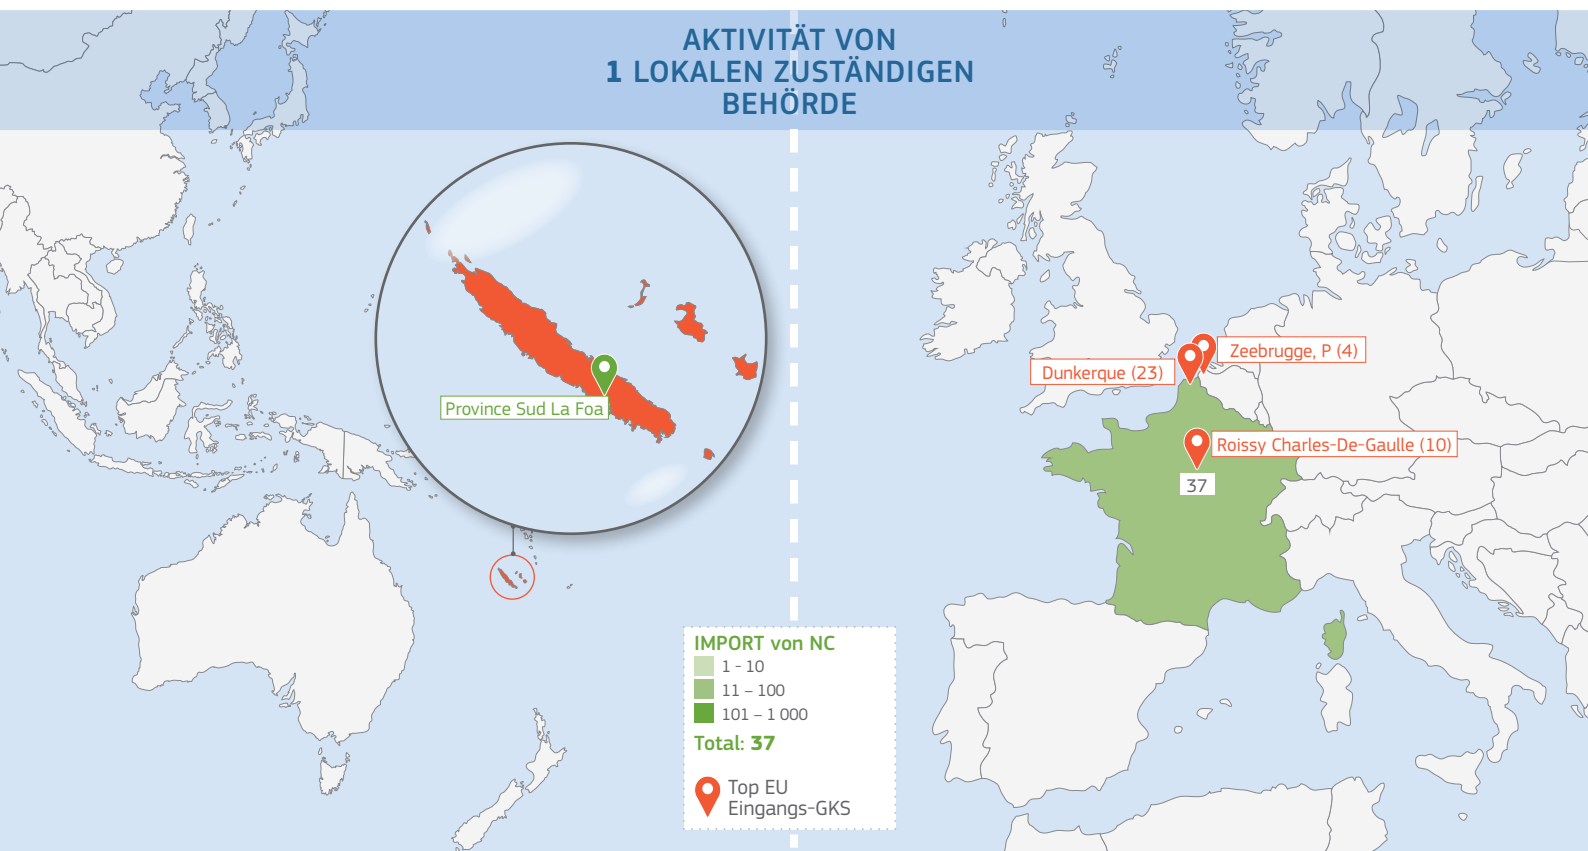 AKTIVITÄT VON
1 LOKALEN ZUSTÄNDIGEN
BEHÖRDE
Province Sud La Foa
Zeebrugge, P (4)
Dunkerque (23)
Roissy Charles-De-Gaulle (10)
37
IMPORT von NC
1 - 10
11 – 100
101 – 1 000
Total: 37
Top EU
Eingangs-GKS